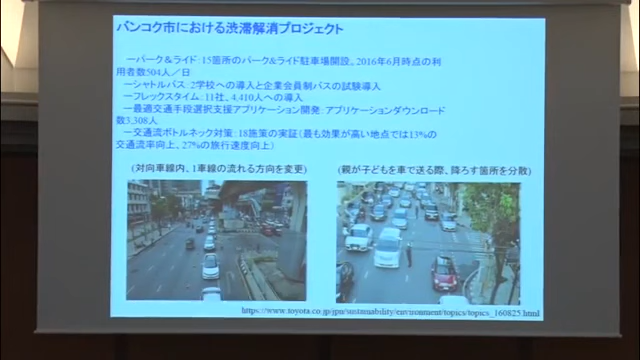 バンコク市における渋滞解消プロジェクト
ーパーク&ライド: 15箇所のパーク&ライド駐車場開設。2016年6月時点の利
用者数504人／日
ーシャトルバス: 2学校への導入と企業会員制バスの試験導入
ーフレックスタイム: 11社、4,410人への導入
ー最適交通手段選択支援アプリケーション開発: アプリケーションダウンロード
数3,308人
ー交通流ボトルネック対策: 18施策の実証(最も効果が高い地点では13%の
交通流率向上、27%の旅行速度向上)
(対向車線内、1車線の流れる方向を変更)
(親が子どもを車で送る際、降ろす箇所を分散)
https://www.toyota.co.jp/jpn/sustainability/environment/topics/topics_160825.html